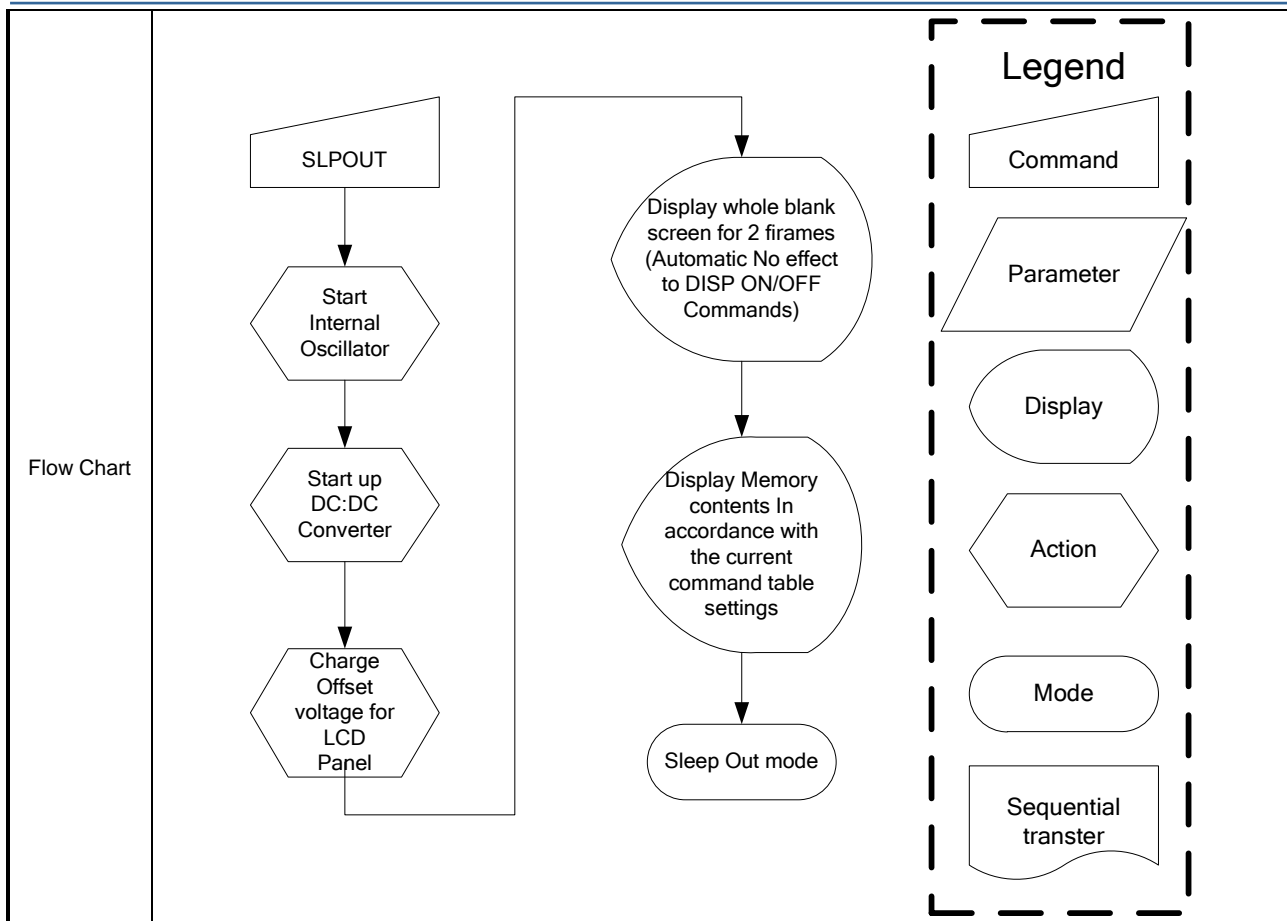 Flow Chart
SLPOUT
Start
Internal
Oscillator
Start up
DC:DC
Converter
Charge
Offset
voltage for
LCD
Panel
Display whole blank
screen for 2 firames
(Automatic No effect
to DISP ON/OFF
Commands)
Display Memory
contents In
accordance with
the current
command table
settings
Sleep Out mode
Legend
Command
Parameter
Display
Action
Mode
Sequential
transter